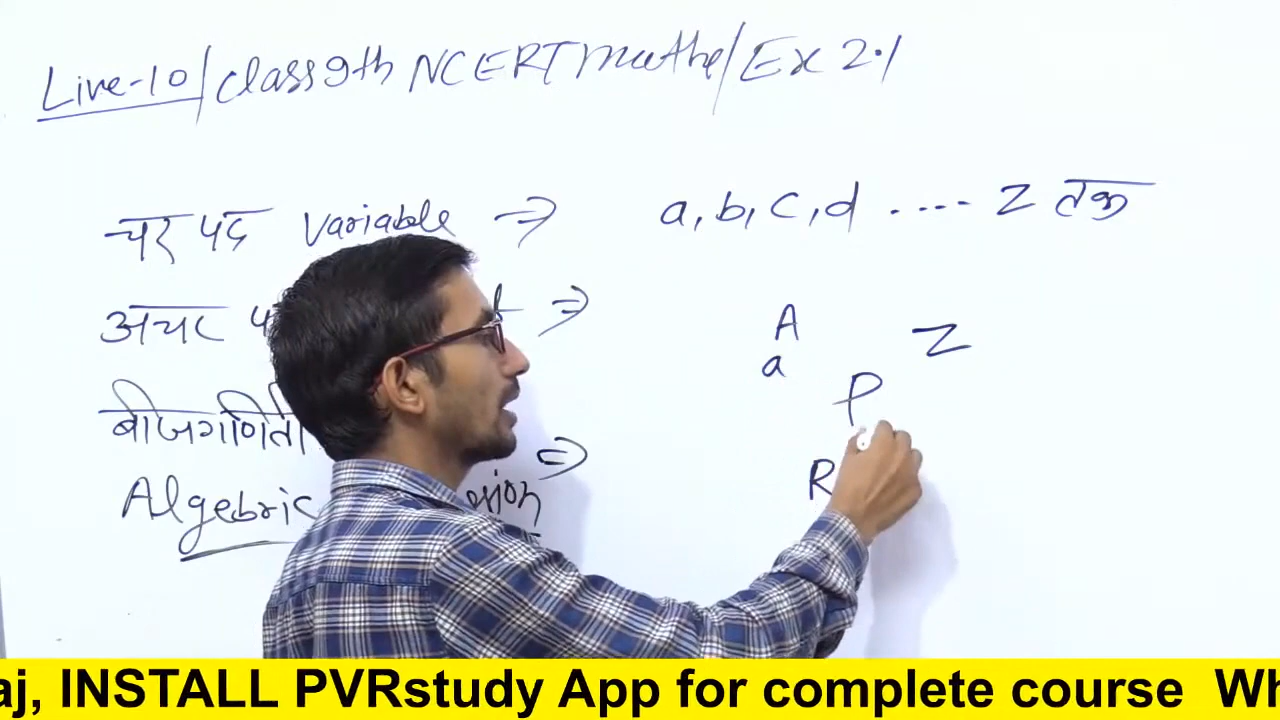 Live-10/class 9th NCERT maths/Ex 2.1
चर पद variable ⇒ a, b, c, d .... z तक
अचर ⇒ A Z
a
P
बीजगणिती
R
Algebric ⇒
aj, INSTALL PVRstudy App for complete course Wh